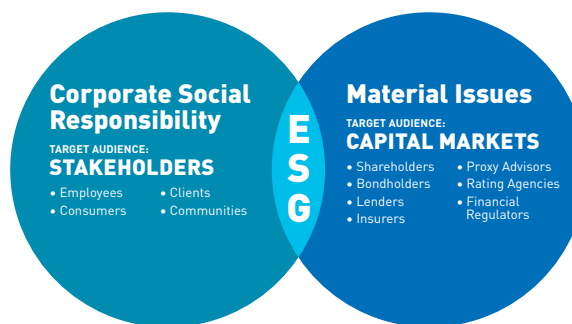 Corporate Social
Responsibility
TARGET AUDIENCE:
STAKEHOLDERS
• Employees
• Consumers
• Clients
• Communities
E
S
G
Material Issues
TARGET AUDIENCE:
CAPITAL MARKETS
• Shareholders
• Bondholders
• Lenders
• Insurers
• Proxy Advisors
• Rating Agencies
• Financial
Regulators